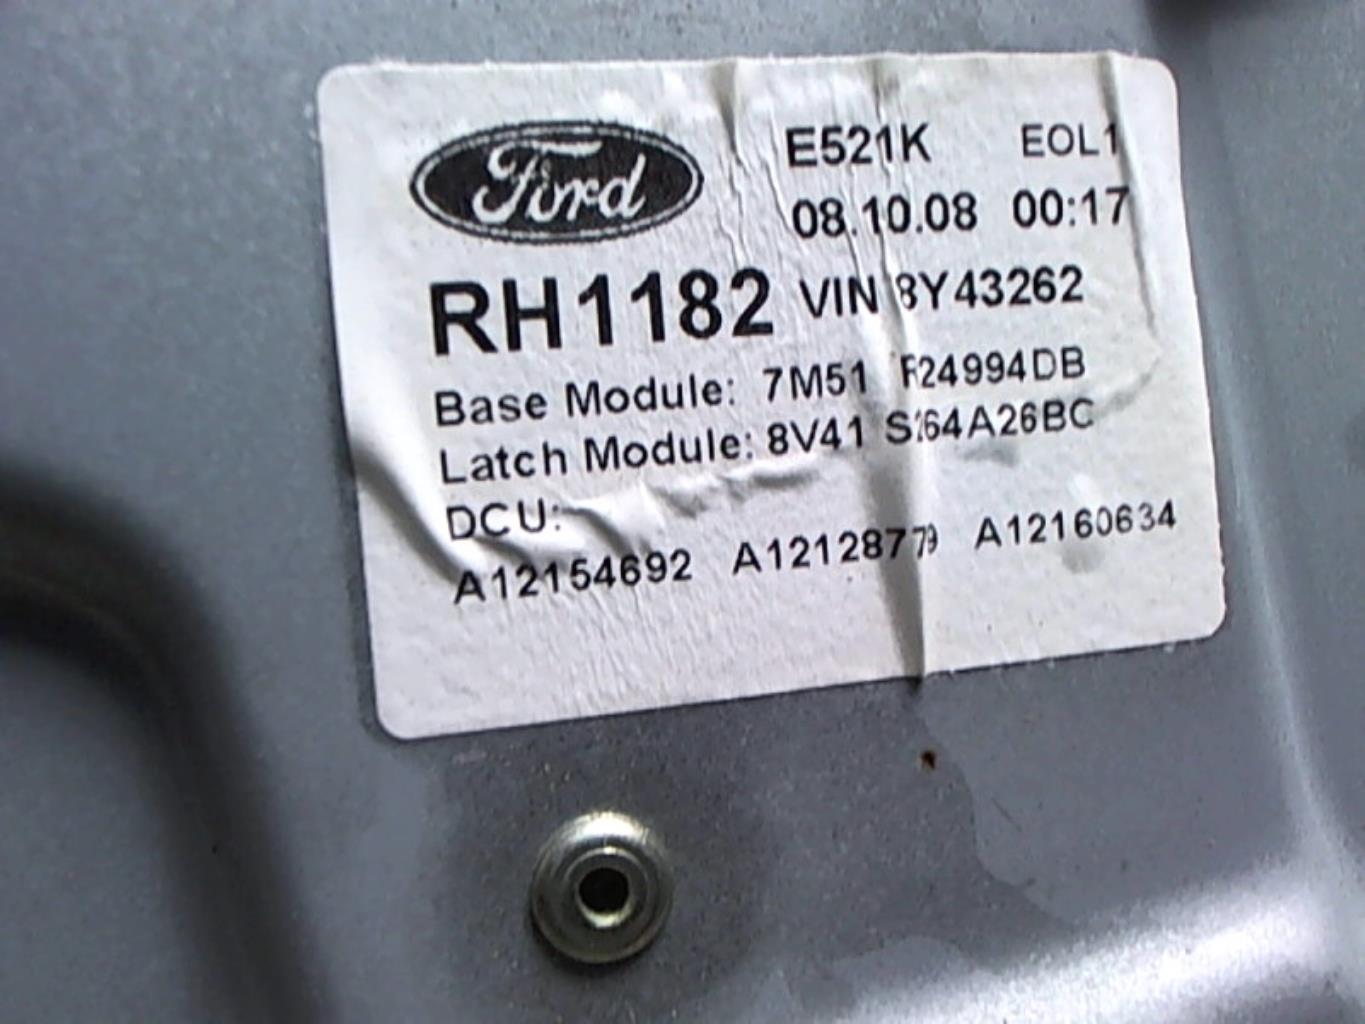 Ford
E521K EOL1
08.10.08 00:17
RH1182 VIN 8Y43262
Base Module: 7M51 F24994DB
Latch Module: 8V41 S264A26BC
DCU:
A12154692 A12128779 A12160634